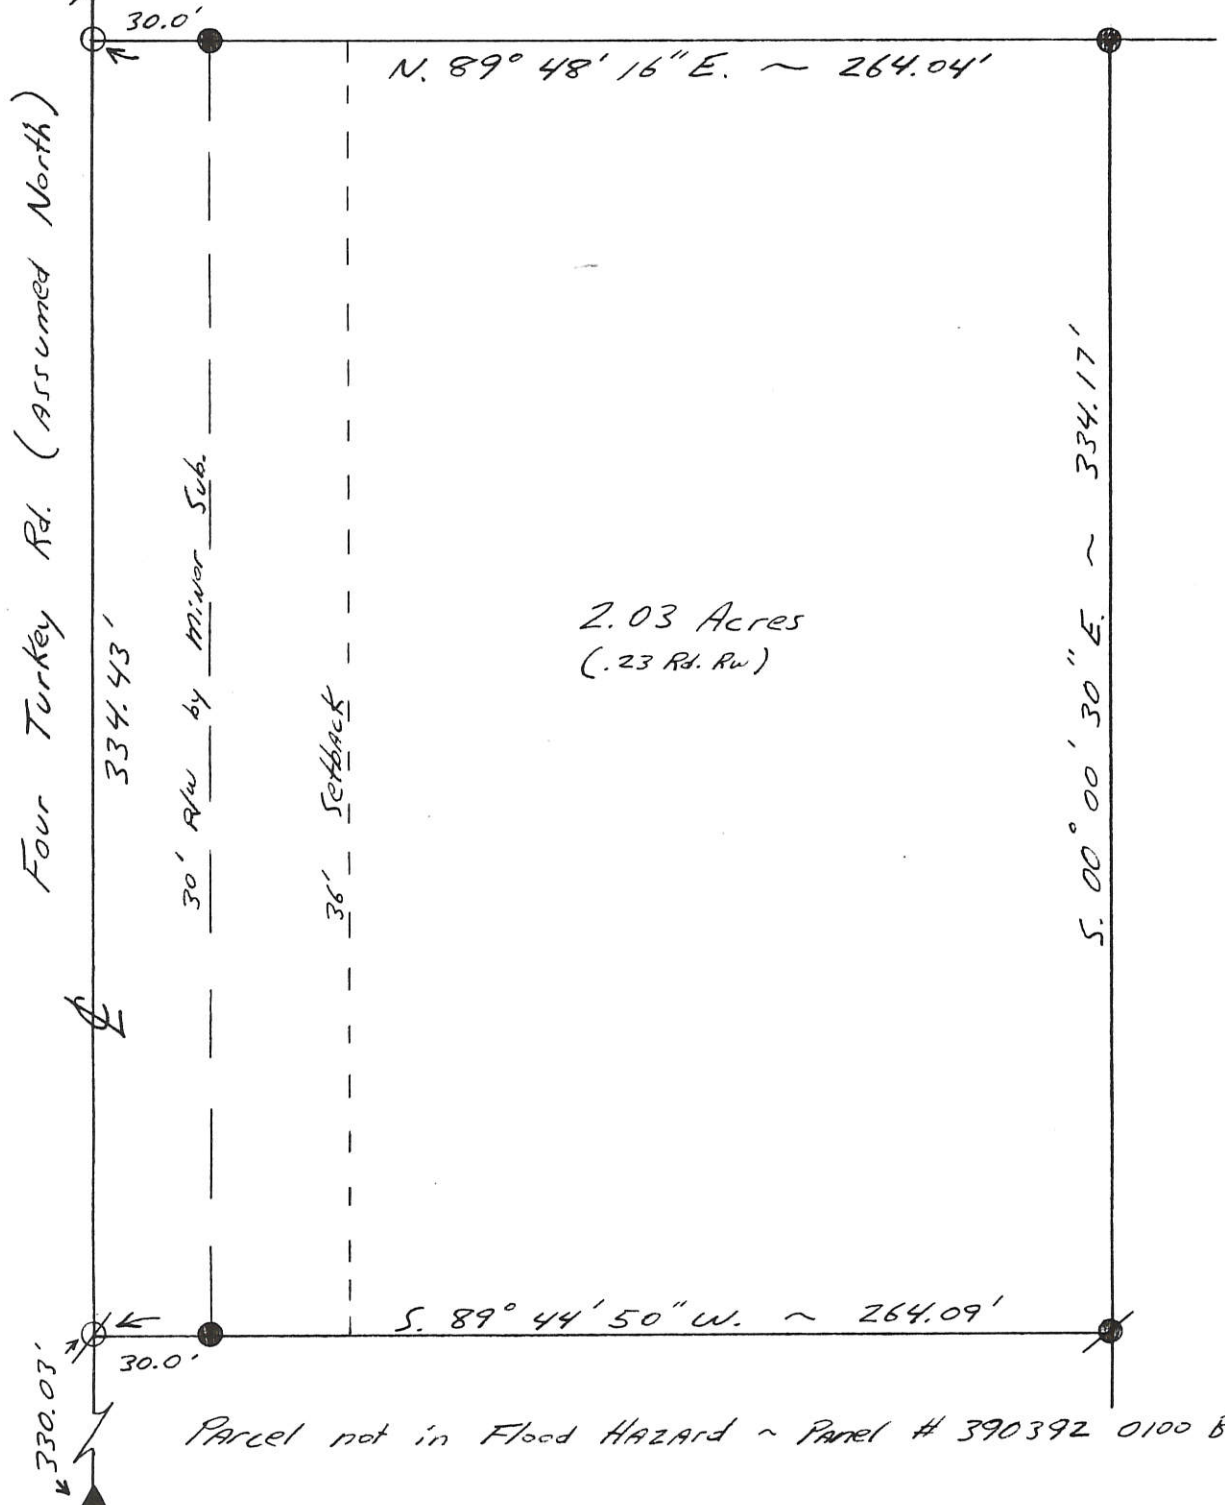 30.0'
N. 89° 48' 16" E. ~ 264.04'
Four Turkey Rd. (Assumed North)
334.43'
30' R/W by Minor Sub.
36' Setback
2.03 Acres
(.23 Rd. Rw)
S. 00° 00' 30" E. ~ 334.17'
S. 89° 44' 50" W. ~ 264.09'
30.0'
330.03'
Parcel not in Flood Hazard ~ Panel # 390392 0100 B